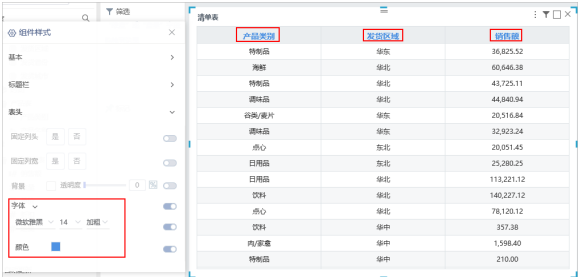 筛选
组件样式
基本
标题栏
表头
固定列头 是 否
固定列宽 是 否
背景 透明度 0 %
字体
微软雅黑 14 加粗
颜色
清单表
产品类别 发货区域 销售额
特制品 华东 36,825.52
海鲜 华北 60,646.38
特制品 华北 43,725.11
调味品 华北 44,840.94
谷类/麦片 华东 20,516.84
调味品 华东 32,923.24
点心 东北 20,051.45
日用品 东北 25,280.25
日用品 华北 113,221.12
饮料 华北 140,227.12
点心 华北 78,120.12
饮料 华中 357.38
肉/家禽 华中 1,598.40
特制品 华中 210.00